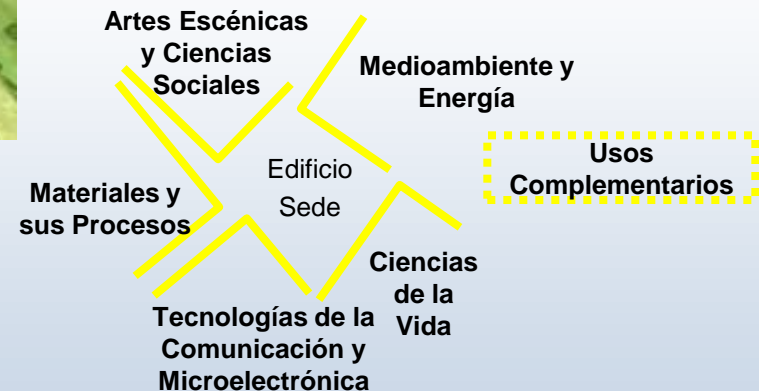 Artes Escénicas
y Ciencias
Sociales
Medioambiente y
Energía
Usos
Complementarios
Edificio
Sede
Materiales y
sus Procesos
Ciencias
de la
Vida
Tecnologías de la
Comunicación y
Microelectrónica